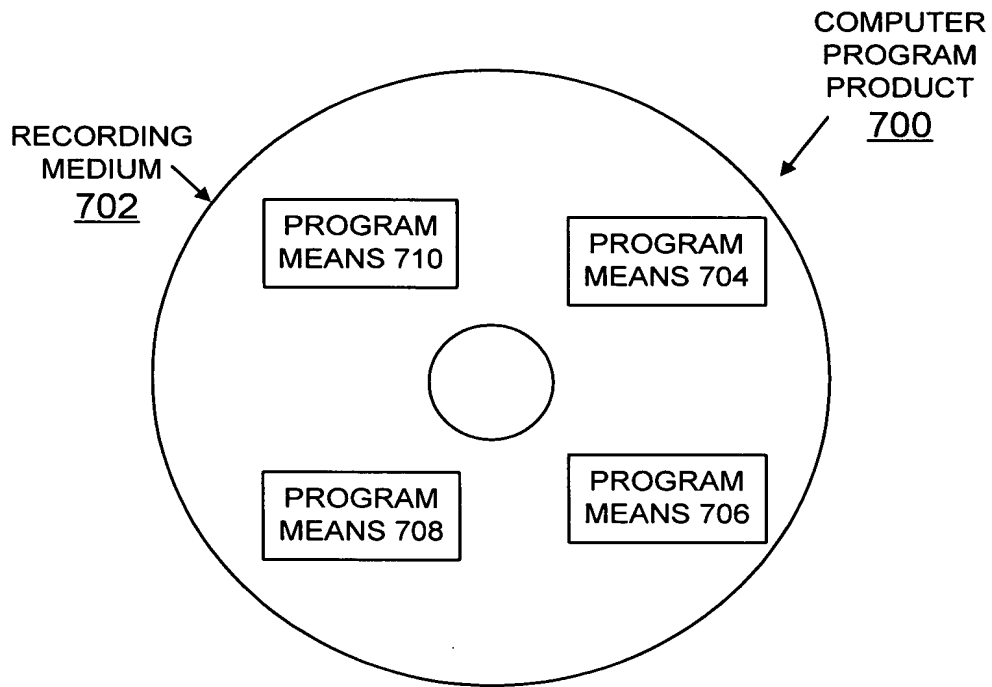 COMPUTER
PROGRAM
PRODUCT
700
RECORDING
MEDIUM
702
PROGRAM
MEANS 710
PROGRAM
MEANS 704
PROGRAM
MEANS 708
PROGRAM
MEANS 706